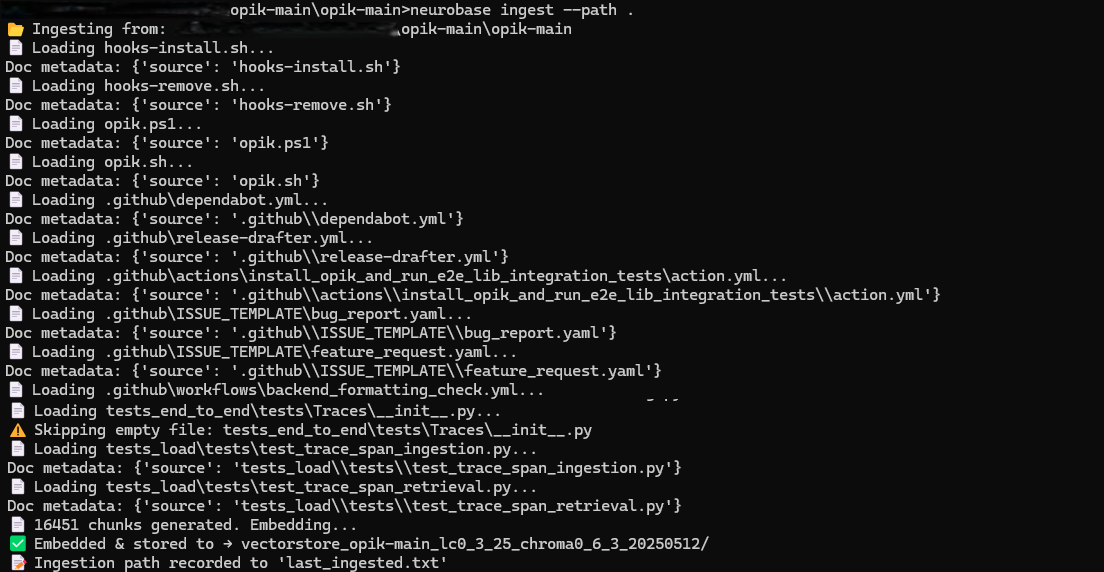 opik-main\opik-main>neurobase ingest --path .
📂 Ingesting from: \opik-main\opik-main
📄 Loading hooks-install.sh...
Doc metadata: {'source': 'hooks-install.sh'}
📄 Loading hooks-remove.sh...
Doc metadata: {'source': 'hooks-remove.sh'}
📄 Loading opik.ps1...
Doc metadata: {'source': 'opik.ps1'}
📄 Loading opik.sh...
Doc metadata: {'source': 'opik.sh'}
📄 Loading .github\dependabot.yml...
Doc metadata: {'source': '.github\\dependabot.yml'}
📄 Loading .github\release-drafter.yml...
Doc metadata: {'source': '.github\\release-drafter.yml'}
📄 Loading .github\actions\install_opik_and_run_e2e_lib_integration_tests\action.yml...
Doc metadata: {'source': '.github\\actions\\install_opik_and_run_e2e_lib_integration_tests\\action.yml'}
📄 Loading .github\ISSUE_TEMPLATE\bug_report.yaml...
Doc metadata: {'source': '.github\\ISSUE_TEMPLATE\\bug_report.yaml'}
📄 Loading .github\ISSUE_TEMPLATE\feature_request.yaml...
Doc metadata: {'source': '.github\\ISSUE_TEMPLATE\\feature_request.yaml'}
📄 Loading .github\workflows\backend_formatting_check.yml...
📄 Loading tests_end_to_end\tests\Traces\__init__.py...
⚠️ Skipping empty file: tests_end_to_end\tests\Traces\__init__.py
📄 Loading tests_load\tests\test_trace_span_ingestion.py...
Doc metadata: {'source': 'tests_load\\tests\\test_trace_span_ingestion.py'}
📄 Loading tests_load\tests\test_trace_span_retrieval.py...
Doc metadata: {'source': 'tests_load\\tests\\test_trace_span_retrieval.py'}
📄 16451 chunks generated. Embedding...
✅ Embedded & stored to → vectorstore_opik-main_lc0_3_25_chroma0_6_3_20250512/
📝 Ingestion path recorded to 'last_ingested.txt'